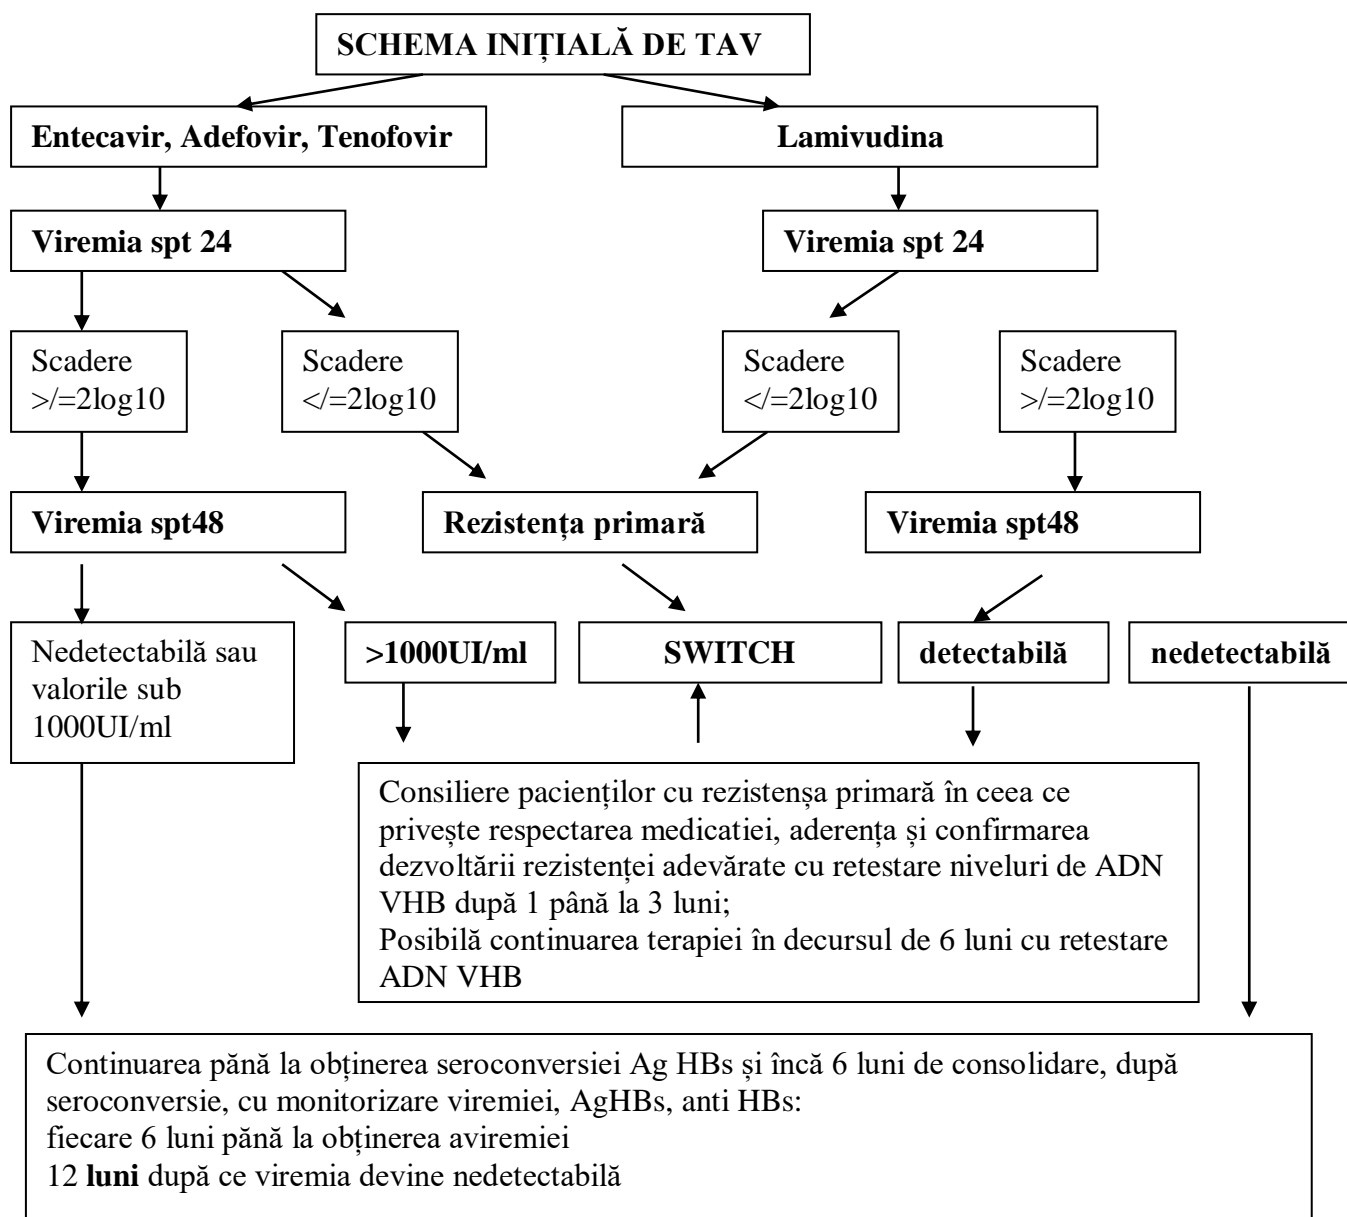 SCHEMA INIȚIALĂ DE TAV
Entecavir, Adefovir, Tenofovir
Lamivudina
Viremia spt 24
Viremia spt 24
Scadere
>/=2log10
Scadere
</=2log10
Scadere
</=2log10
Scadere
>/=2log10
Viremia spt48
Rezistența primară
Viremia spt48
Nedetectabilă sau
valorile sub
1000UI/ml
>1000UI/ml
SWITCH
detectabilă
nedetectabilă
Consiliere pacienților cu rezistenșa primară în ceea ce
privește respectarea medicatiei, aderența și confirmarea
dezvoltării rezistenței adevărate cu retestare niveluri de ADN
VHB după 1 până la 3 luni;
Posibilă continuarea terapiei în decursul de 6 luni cu retestare
ADN VHB
Continuarea pănă la obținerea seroconversiei Ag HBs și încă 6 luni de consolidare, după
seroconversie, cu monitorizare viremiei, AgHBs, anti HBs:
fiecare 6 luni pănă la obținerea aviremiei
12 luni după ce viremia devine nedetectabilă